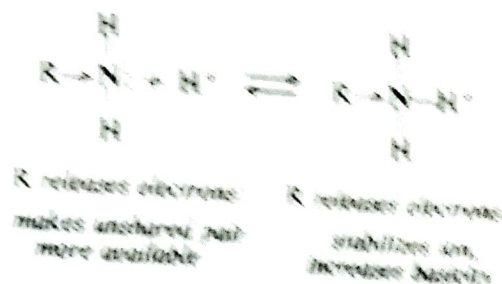 H H
R→N: + H⁺ ⇌ R→N–H⁺
H H
R releases electrons:
makes unshared pair
more available
R releases electrons:
stabilizes ion,
increases basicity